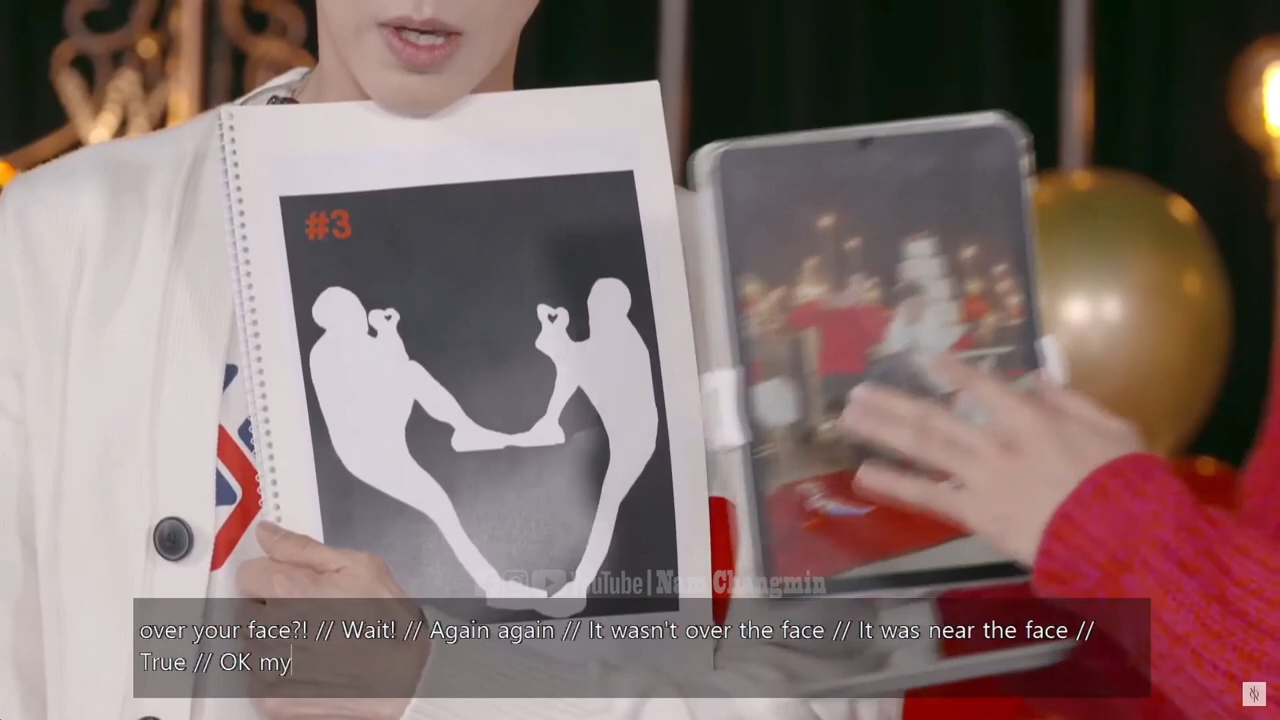 #3
YouTube | Nam Changmin
over your face?! // Wait! // Again again // It wasn't over the face // It was near the face //
True // OK my